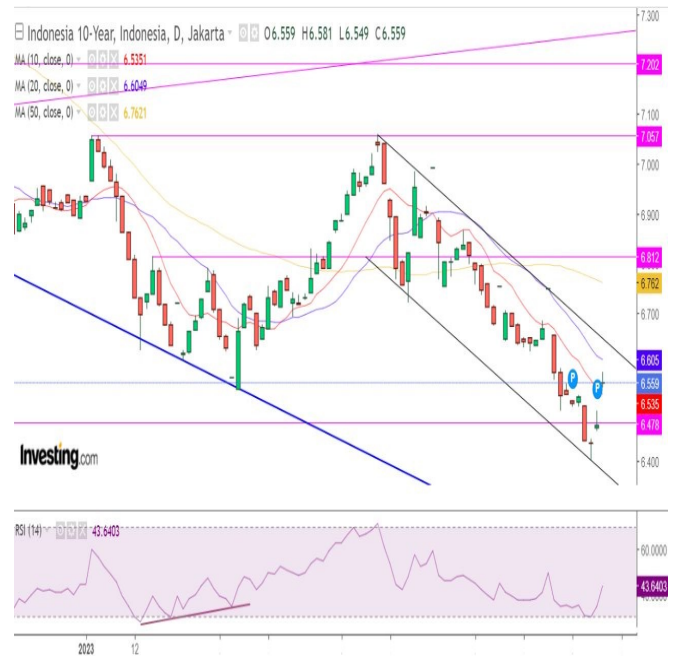 Indonesia 10-Year, Indonesia, D, Jakarta O6.559 H6.581 L6.549 C6.559
MA (10, close, 0) 6.5351
MA (20, close, 0) 6.6049
MA (50, close, 0) 6.7621
7.300
7.202
7.100
7.057
7.000
6.900
6.812
6.762
6.700
6.605
6.559
6.535
6.478
6.400
P
P
Investing.com
RSI (14) 43.6403
60.0000
43.6403
2023 12